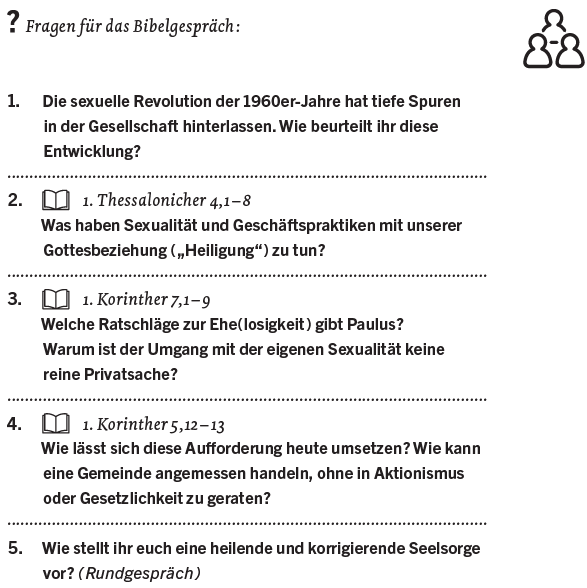 ? Fragen für das Bibelgespräch:
1. Die sexuelle Revolution der 1960er-Jahre hat tiefe Spuren
in der Gesellschaft hinterlassen. Wie beurteilt ihr diese
Entwicklung?
2. 1. Thessalonicher 4,1–8
Was haben Sexualität und Geschäftspraktiken mit unserer
Gottesbeziehung („Heiligung“) zu tun?
3. 1. Korinther 7,1–9
Welche Ratschläge zur Ehe(losigkeit) gibt Paulus?
Warum ist der Umgang mit der eigenen Sexualität keine
reine Privatsache?
4. 1. Korinther 5,12–13
Wie lässt sich diese Aufforderung heute umsetzen? Wie kann
eine Gemeinde angemessen handeln, ohne in Aktionismus
oder Gesetzlichkeit zu geraten?
5. Wie stellt ihr euch eine heilende und korrigierende Seelsorge
vor? (Rundgespräch)